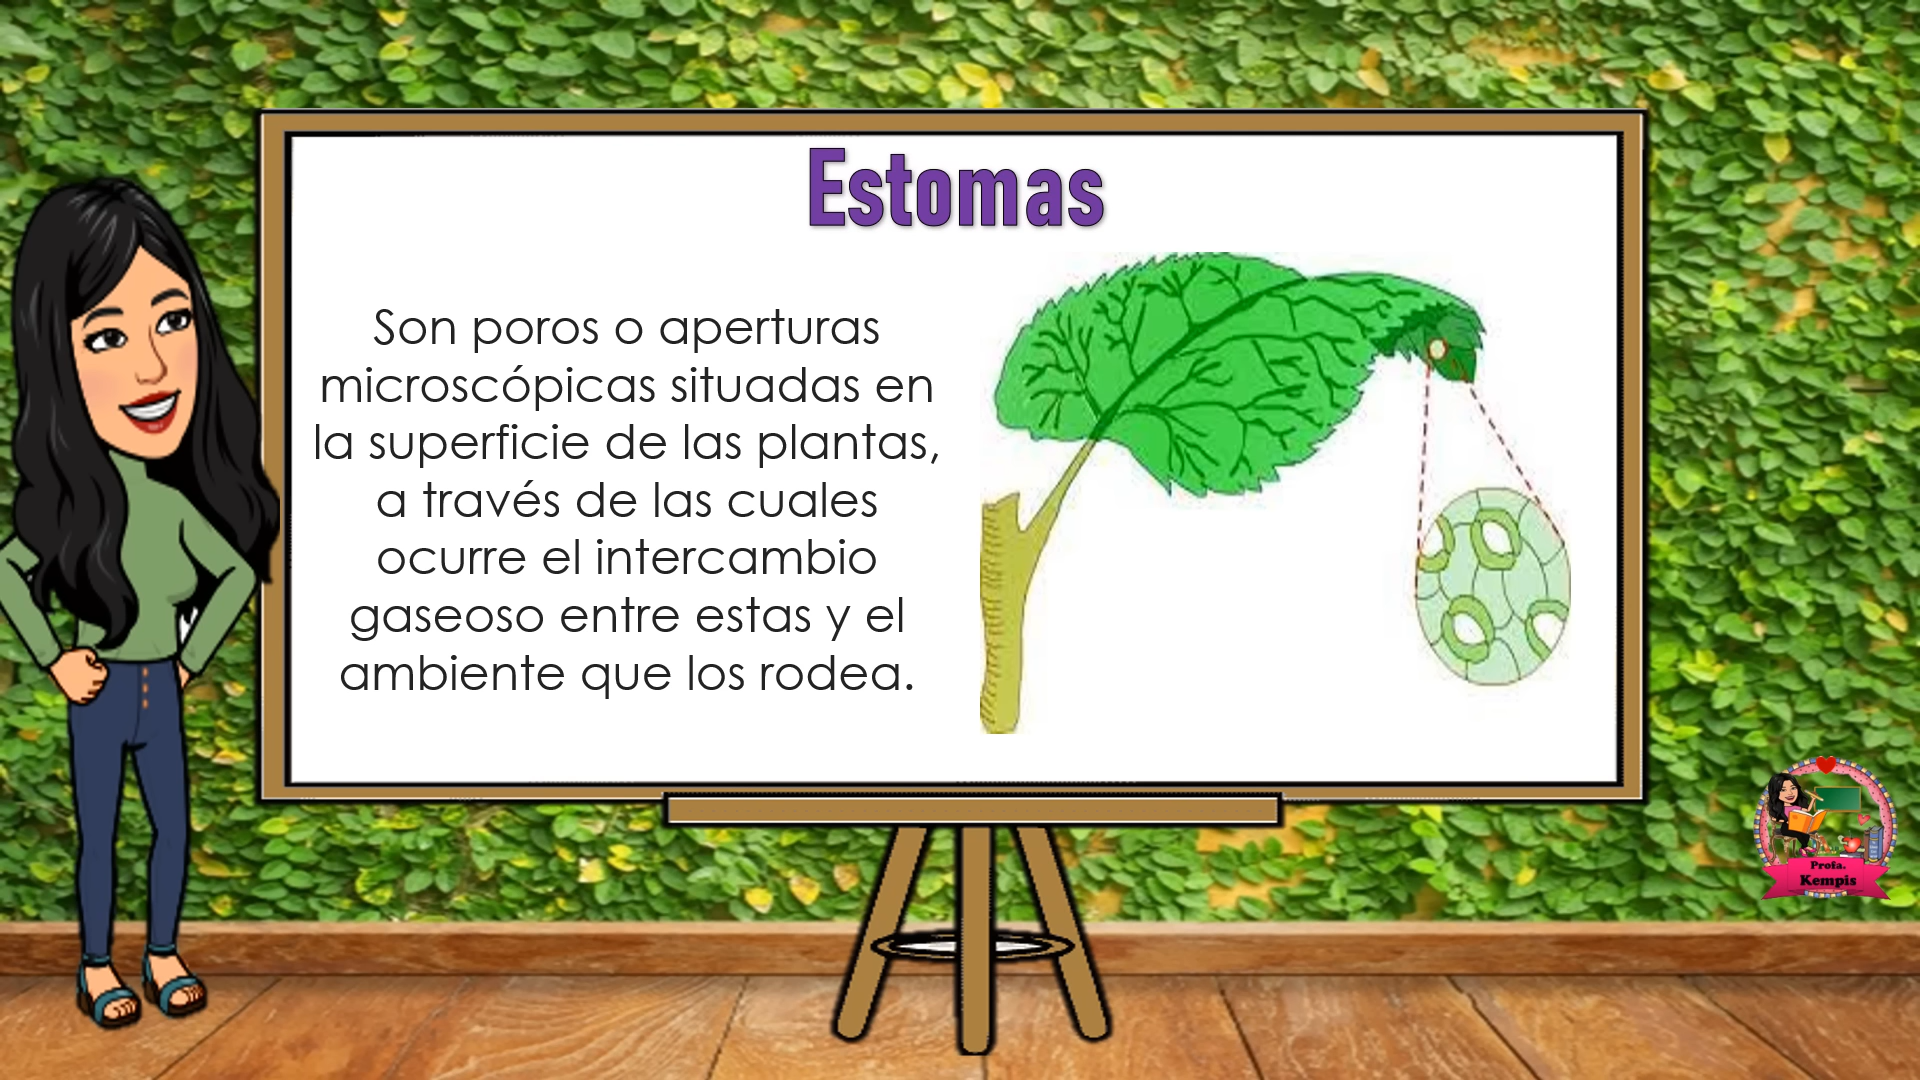 Estomas
Son poros o aperturas
microscópicas situadas en
la superficie de las plantas,
a través de las cuales
ocurre el intercambio
gaseoso entre estas y el
ambiente que los rodea.
Profa.
Kempis